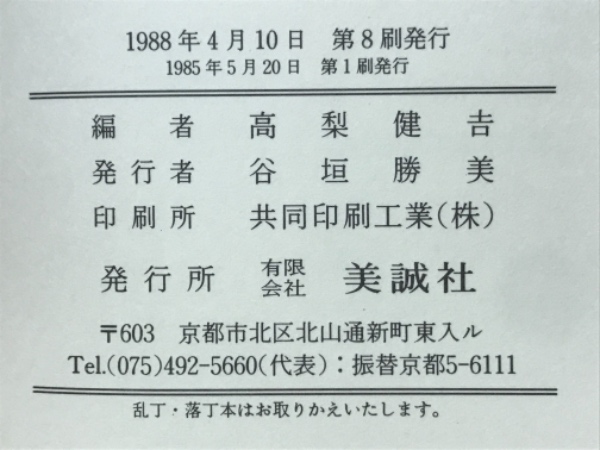 1988年4月10日　第8刷発行
1985年5月20日　第1刷発行
編者　高梨健𠮷
発行者　谷垣勝美
印刷所　共同印刷工業(株)
発行所　有限会社　美誠社
〒603　京都市北区北山通新町東入ル
Tel.(075)492-5660(代表)：振替京都5-6111
乱丁・落丁本はお取りかえいたします。